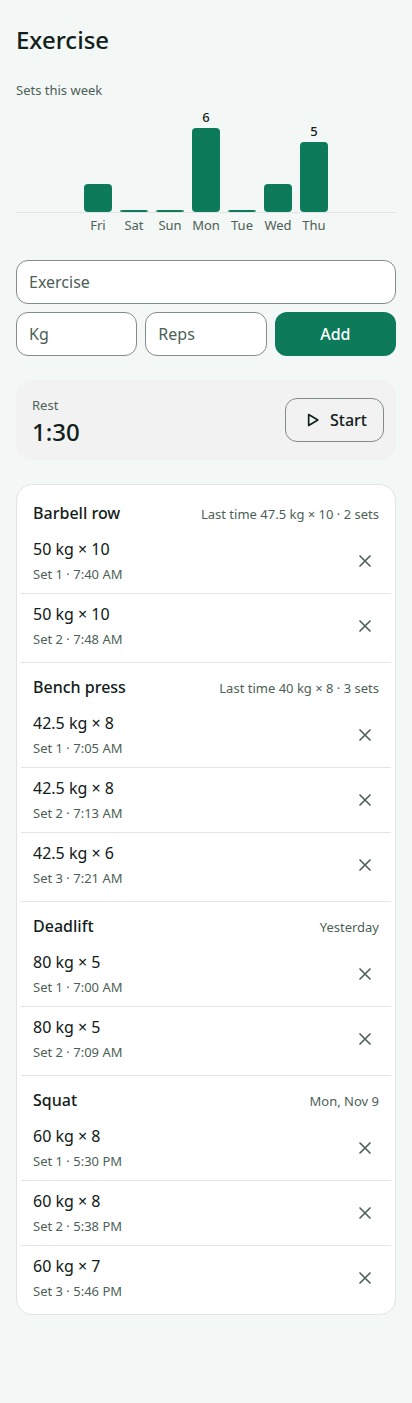 Exercise
Sets this week
6
5
Fri Sat Sun Mon Tue Wed Thu
Exercise
Kg Reps Add
Rest
1:30
Start
Barbell row Last time 47.5 kg × 10 · 2 sets
50 kg × 10
Set 1 · 7:40 AM
50 kg × 10
Set 2 · 7:48 AM
Bench press Last time 40 kg × 8 · 3 sets
42.5 kg × 8
Set 1 · 7:05 AM
42.5 kg × 8
Set 2 · 7:13 AM
42.5 kg × 6
Set 3 · 7:21 AM
Deadlift Yesterday
80 kg × 5
Set 1 · 7:00 AM
80 kg × 5
Set 2 · 7:09 AM
Squat Mon, Nov 9
60 kg × 8
Set 1 · 5:30 PM
60 kg × 8
Set 2 · 5:38 PM
60 kg × 7
Set 3 · 5:46 PM